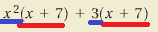 x²(x + 7) + 3(x + 7)